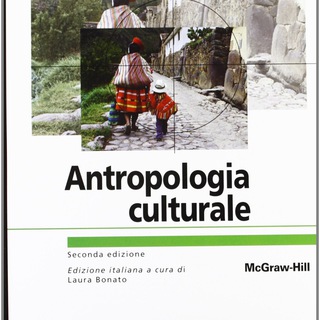 Antropologia
culturale
Seconda edizione
Edizione italiana a cura di
Laura Bonato
McGraw-Hill